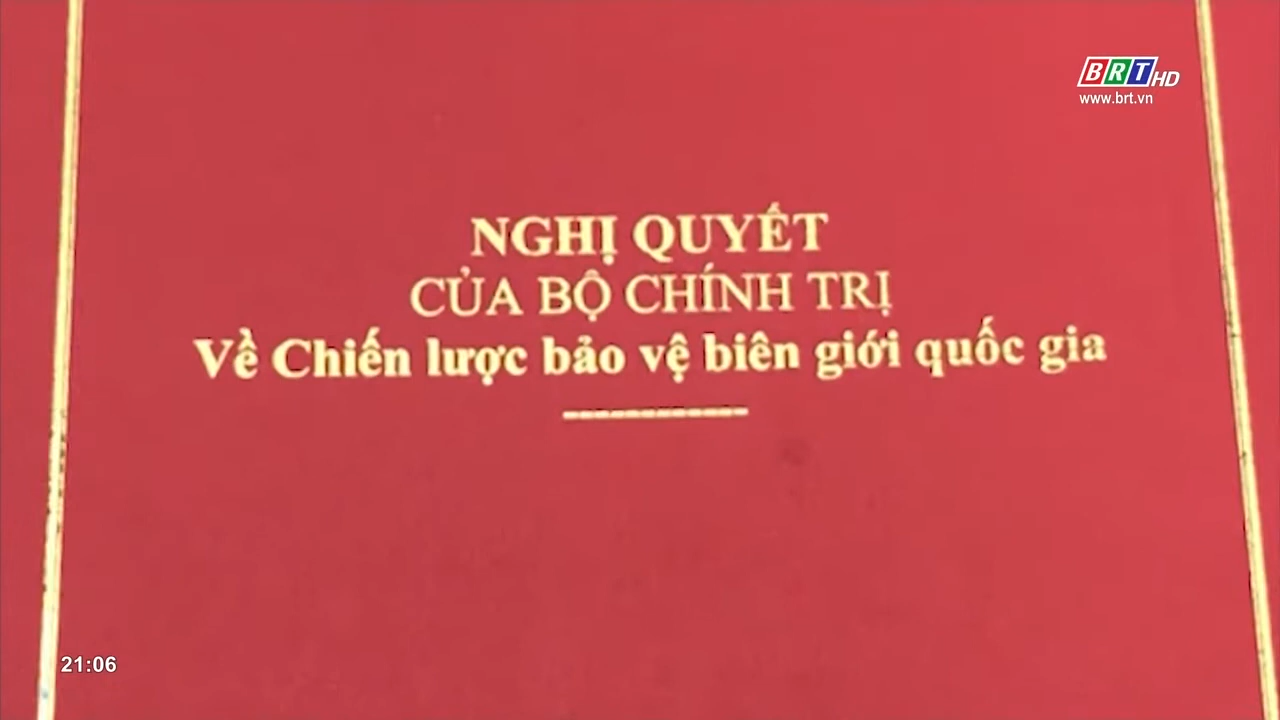 BRT HD
www.brt.vn
NGHỊ QUYẾT
CỦA BỘ CHÍNH TRỊ
Về Chiến lược bảo vệ biên giới quốc gia
21:06